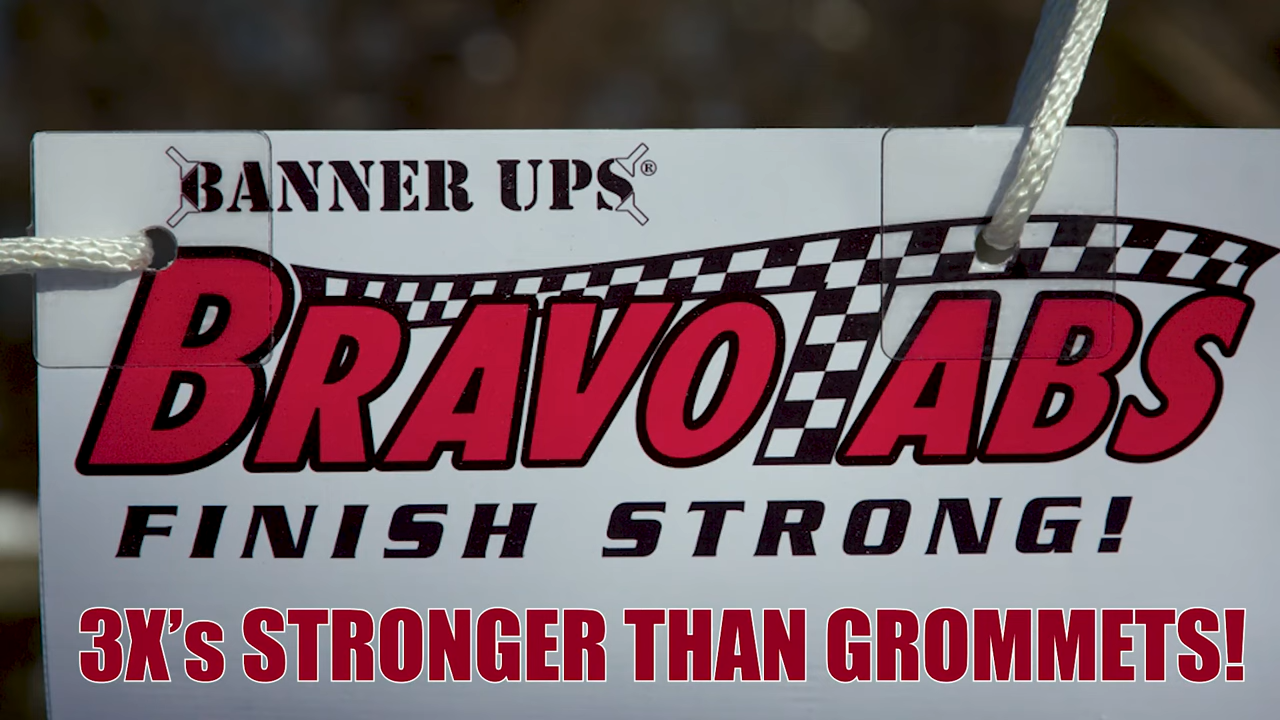 BANNER UPS®
BRAVO ABS
FINISH STRONG!
3X's STRONGER THAN GROMMETS!